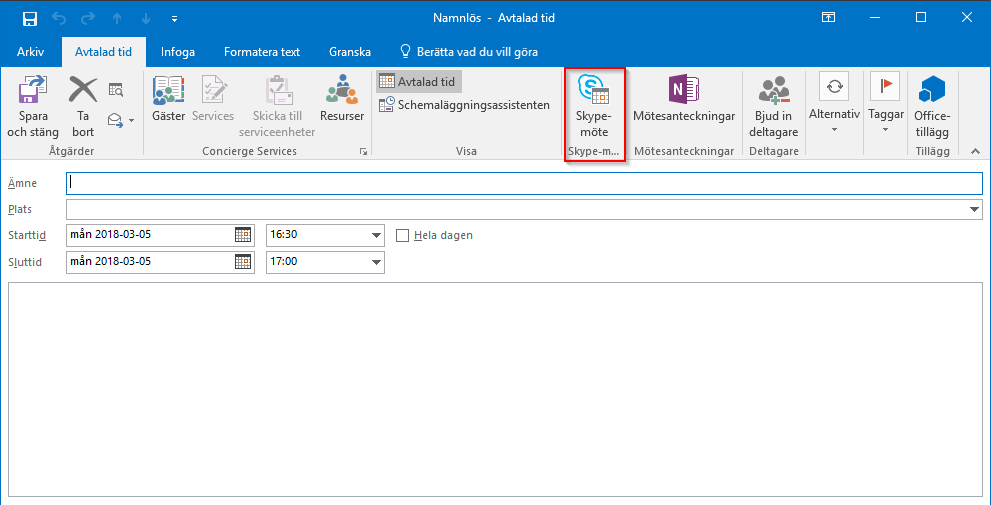 Namnlös - Avtalad tid
Arkiv Avtalad tid Infoga Formatera text Granska Berätta vad du vill göra
Spara och stäng
Ta bort
Åtgärder
Gäster
Services
Skicka till serviceenheter
Resurser
Concierge Services
Avtalad tid
Schemaläggningsassistenten
Visa
Skype-möte
Skype-m...
N
Mötesanteckningar
Mötesanteckningar
Bjud in deltagare
Deltagare
Alternativ
Taggar
Office-tillägg
Tillägg
Ämne
Plats
Starttid mån 2018-03-05 16:30 Hela dagen
Sluttid mån 2018-03-05 17:00